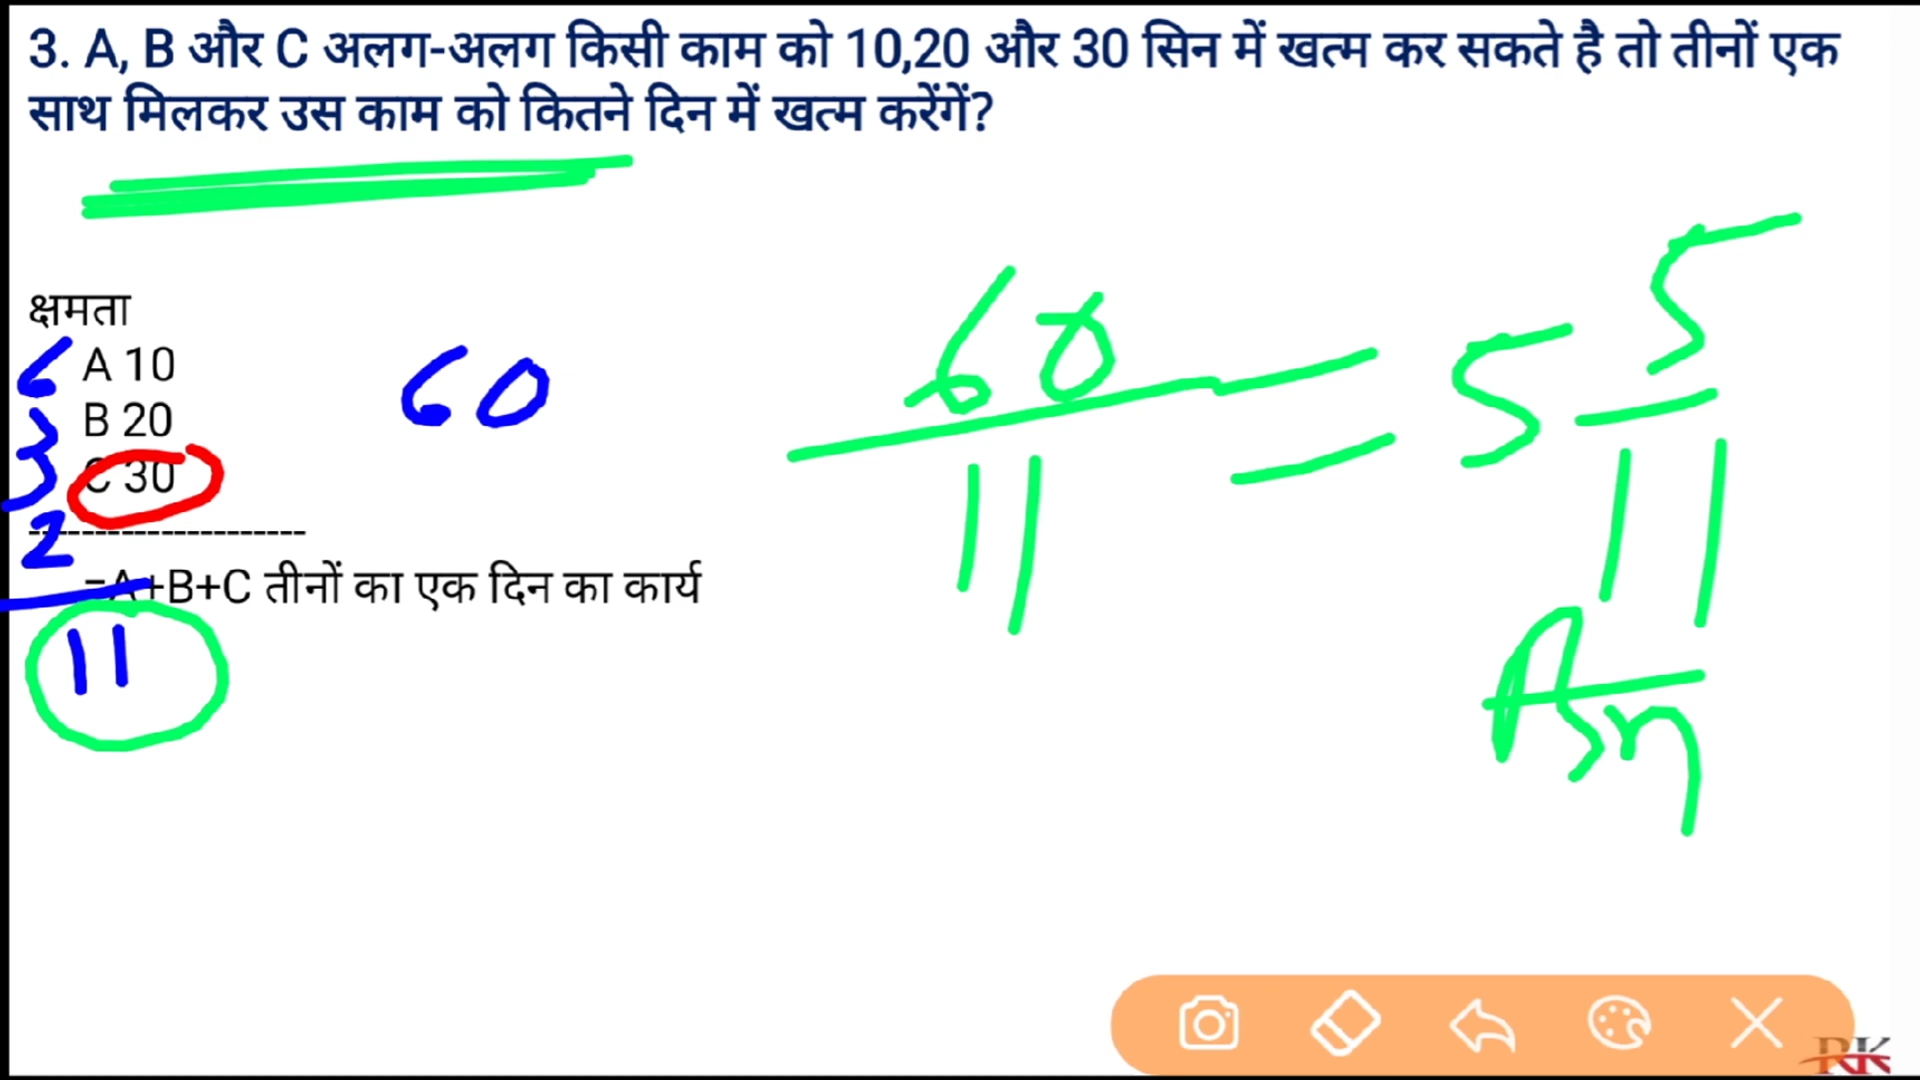 3. A, B और C अलग-अलग किसी काम को 10,20 और 30 सिन में खत्म कर सकते है तो तीनों एक
साथ मिलकर उस काम को कितने दिन में खत्म करेंगें?
क्षमता
6 A 10
3 B 20
2 C 30
60
----------------------
=A+B+C तीनों का एक दिन का कार्य
11
60/11 = 5 5/11
Ans
RK